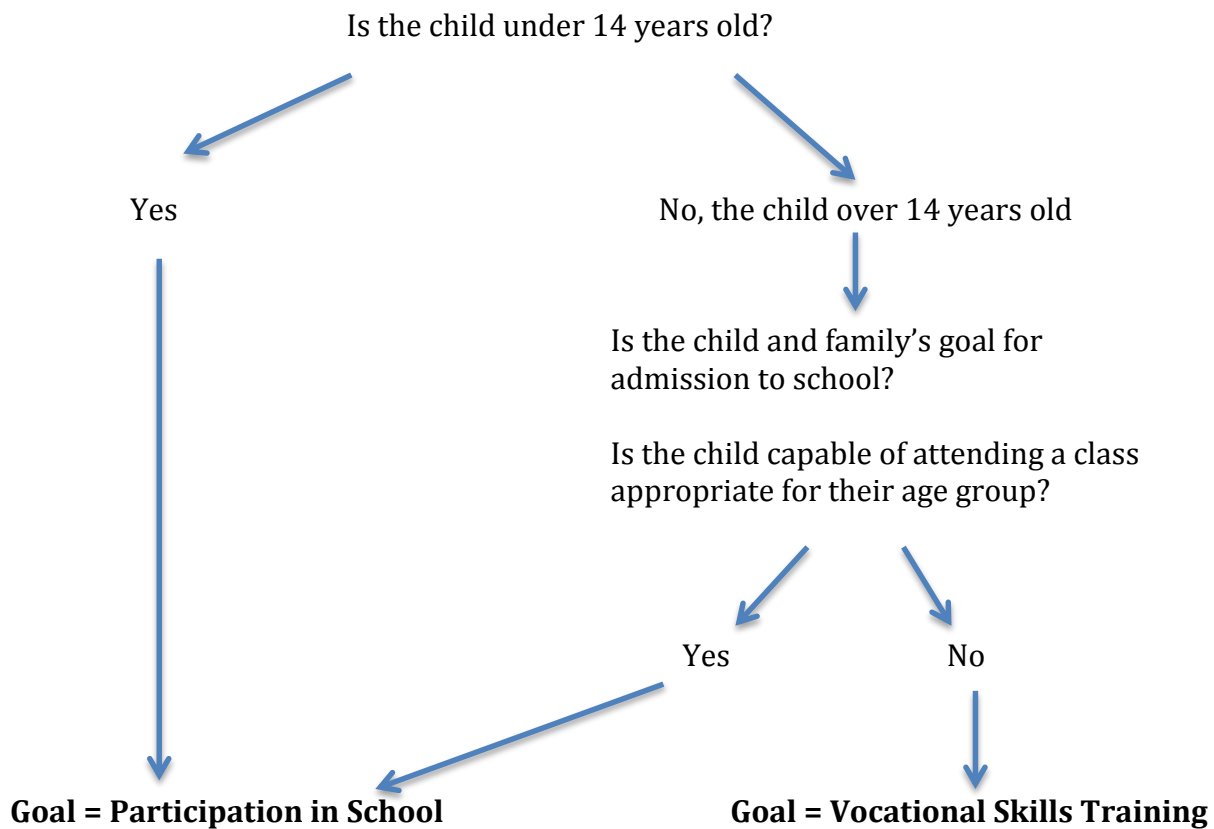 Is the child under 14 years old?
Yes
No, the child over 14 years old
Is the child and family’s goal for
admission to school?
Is the child capable of attending a class
appropriate for their age group?
Yes
No
Goal = Participation in School
Goal = Vocational Skills Training